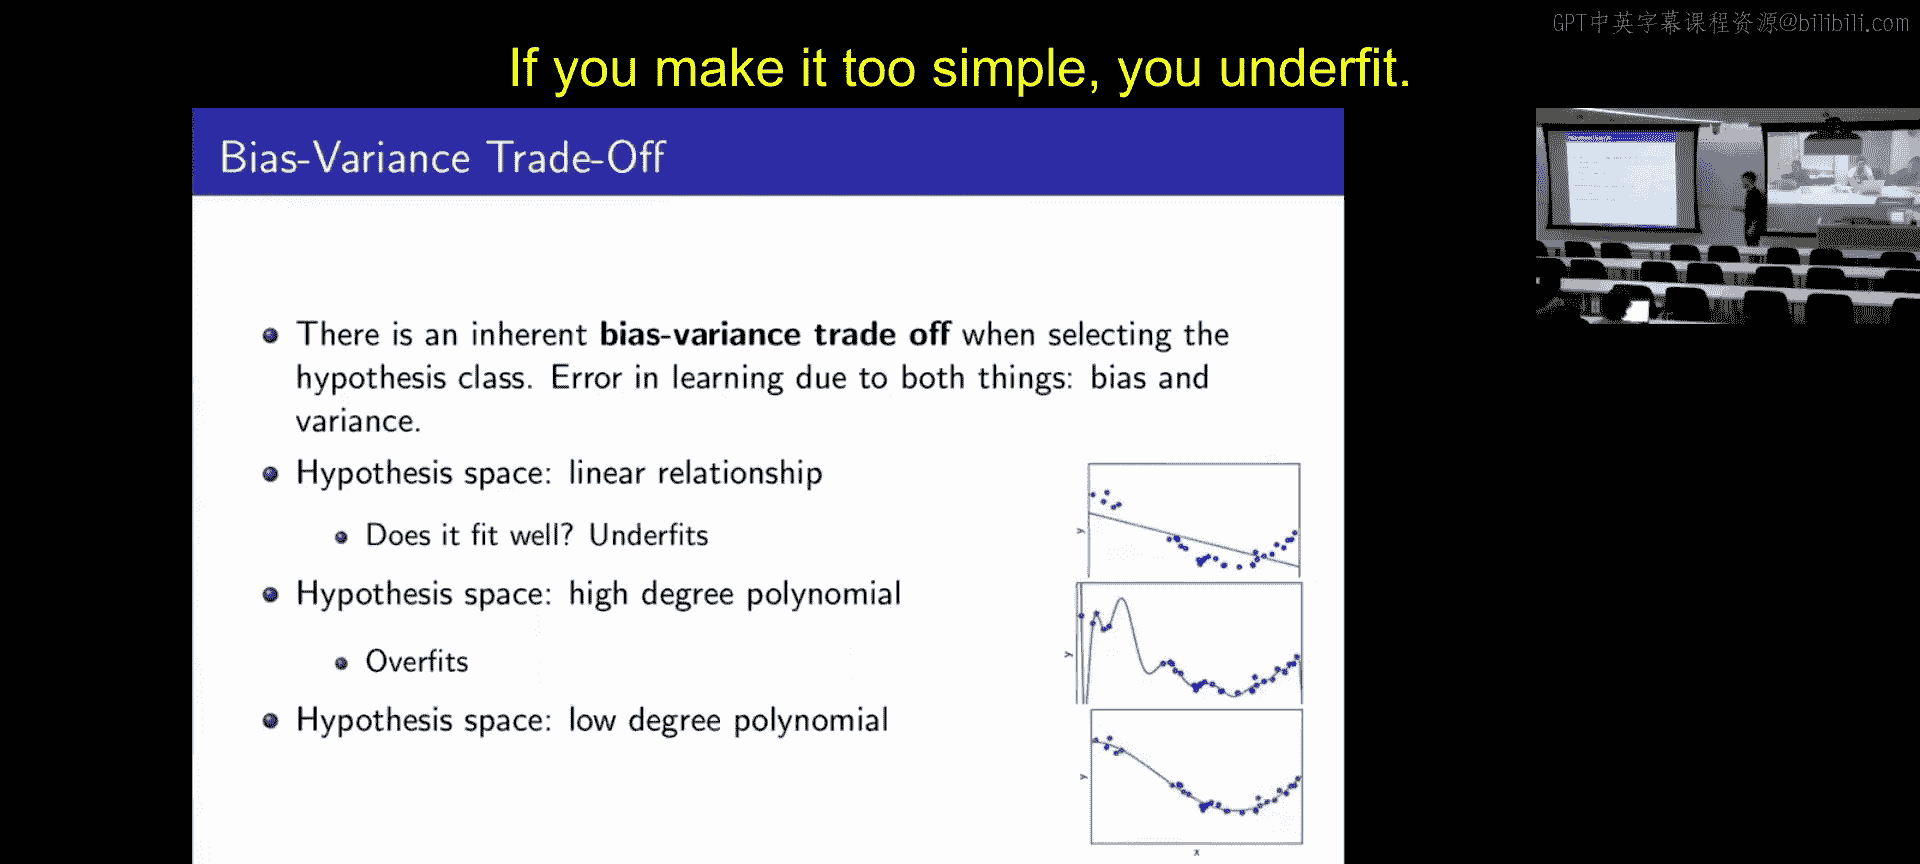 GPT中英字幕课程资源@bilibili.com
If you make it too simple, you underfit.
Bias-Variance Trade-Off
There is an inherent bias-variance trade off when selecting the
hypothesis class. Error in learning due to both things: bias and
variance.
Hypothesis space: linear relationship
Does it fit well? Underfits
Hypothesis space: high degree polynomial
Overfits
Hypothesis space: low degree polynomial
y
y
y
x